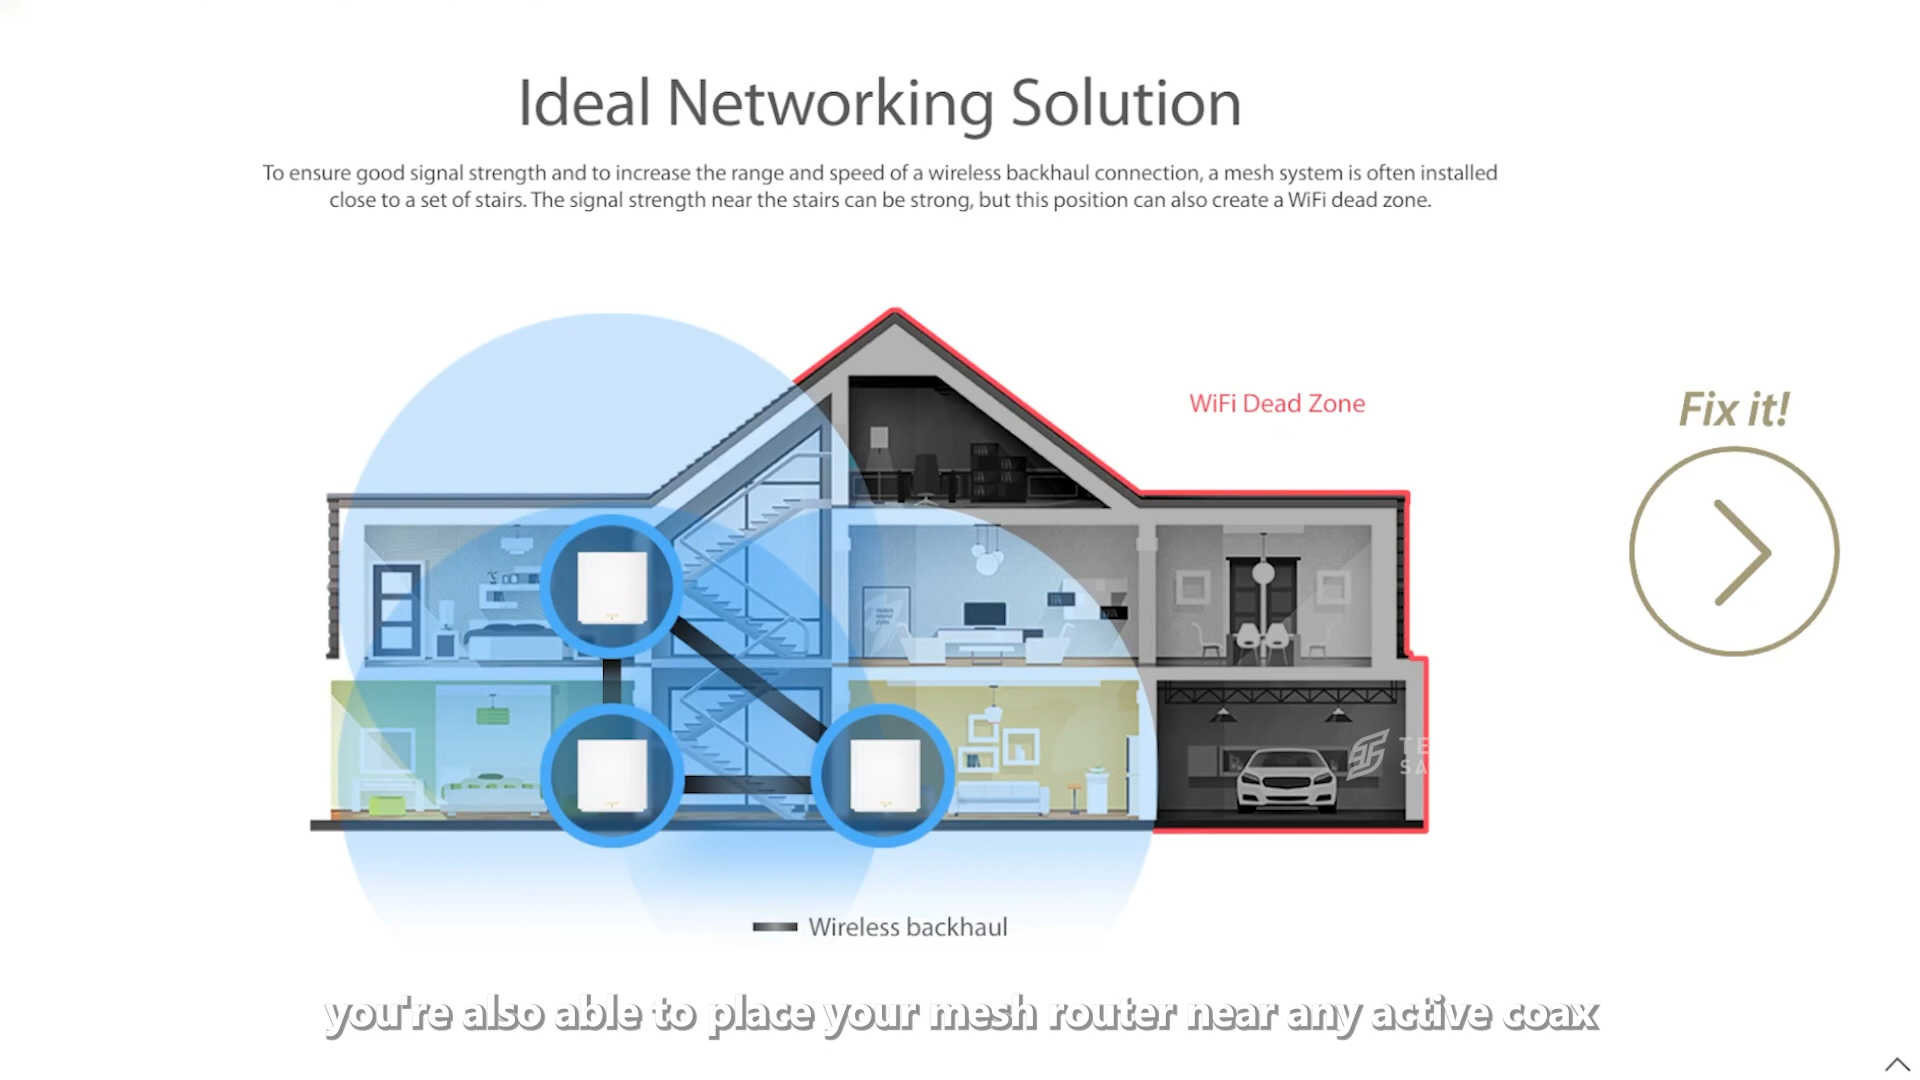 Ideal Networking Solution
To ensure good signal strength and to increase the range and speed of a wireless backhaul connection, a mesh system is often installed
close to a set of stairs. The signal strength near the stairs can be strong, but this position can also create a WiFi dead zone.
WiFi Dead Zone
Fix it!
TE
SA
Wireless backhaul
you're also able to place your mesh router near any active coax